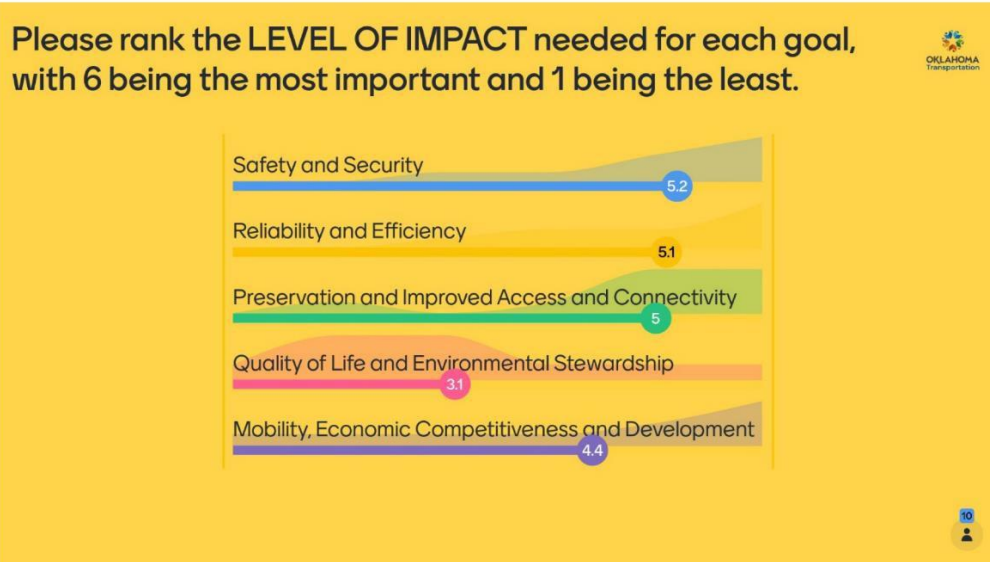 Please rank the LEVEL OF IMPACT needed for each goal,
with 6 being the most important and 1 being the least.
OKLAHOMA
Transportation
Safety and Security
5.2
Reliability and Efficiency
5.1
Preservation and Improved Access and Connectivity
5
Quality of Life and Environmental Stewardship
3.1
Mobility, Economic Competitiveness and Development
4.4
10